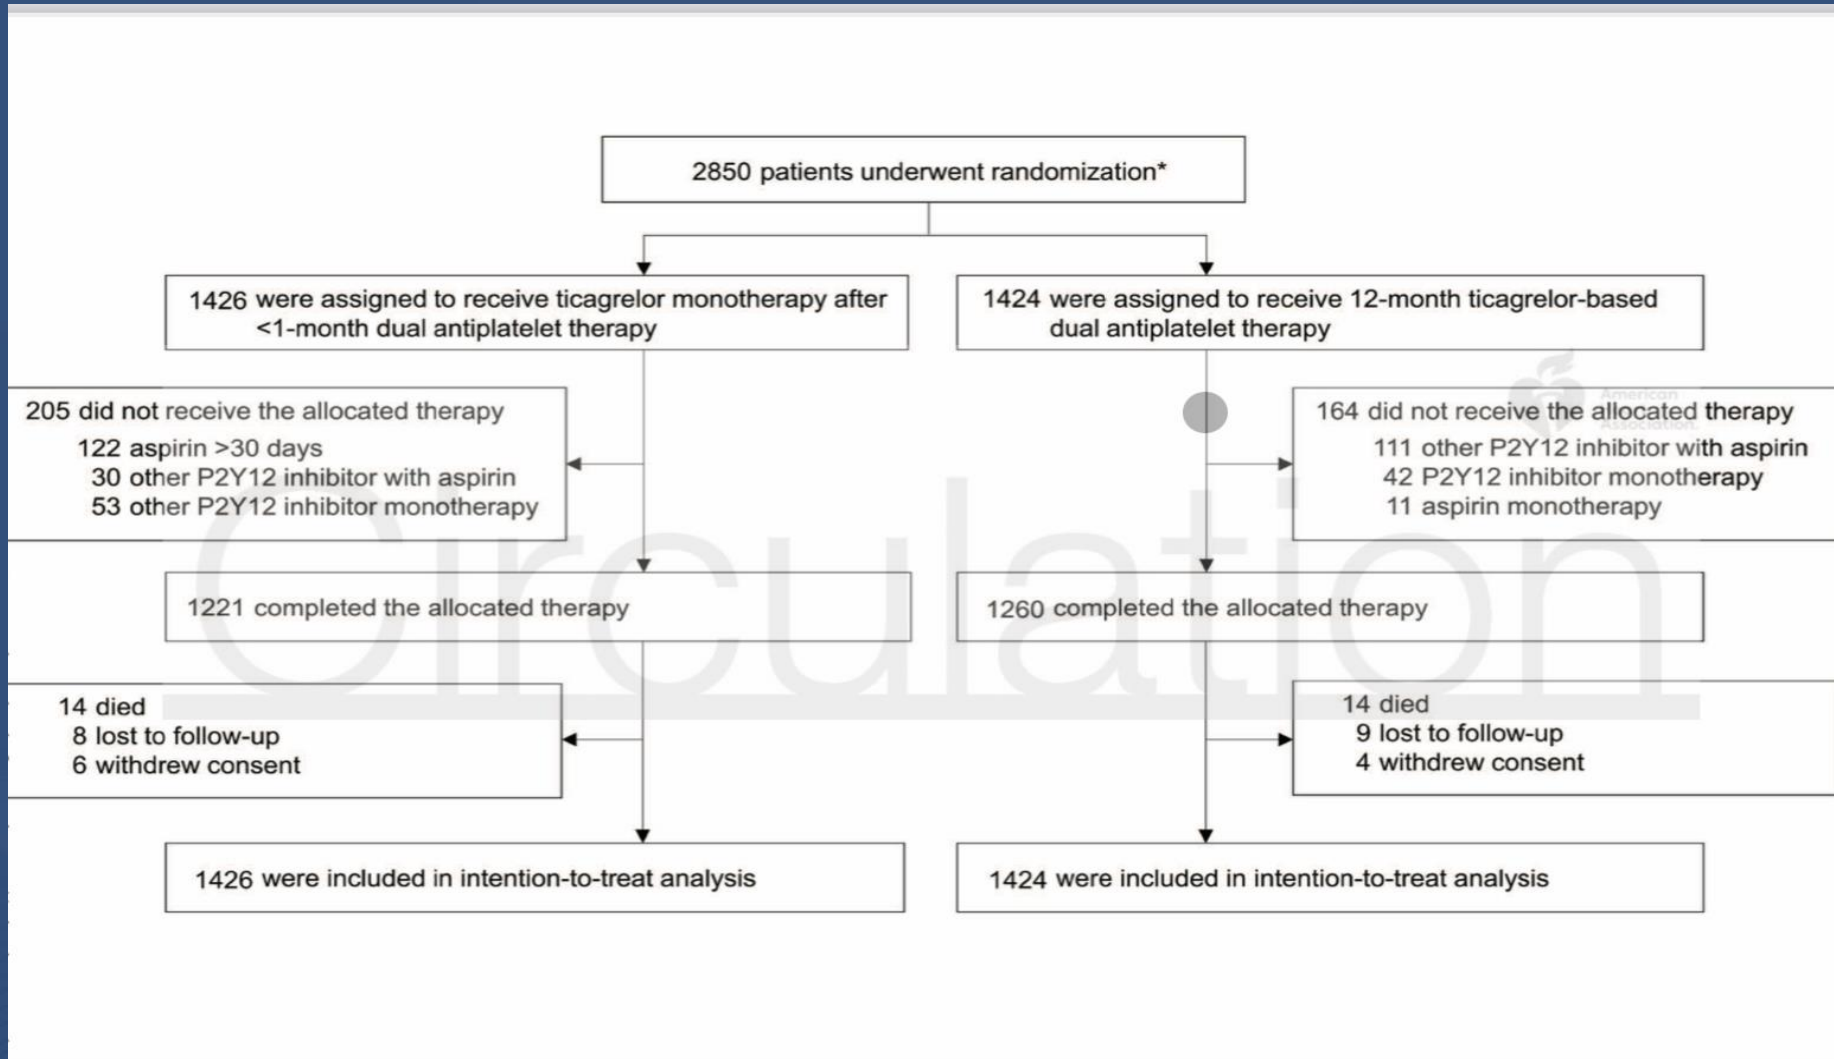 2850 patients underwent randomization*
1426 were assigned to receive ticagrelor monotherapy after
<1-month dual antiplatelet therapy
1424 were assigned to receive 12-month ticagrelor-based
dual antiplatelet therapy
205 did not receive the allocated therapy
122 aspirin >30 days
30 other P2Y12 inhibitor with aspirin
53 other P2Y12 inhibitor monotherapy
164 did not receive the allocated therapy
111 other P2Y12 inhibitor with aspirin
42 P2Y12 inhibitor monotherapy
11 aspirin monotherapy
American
Association.
1221 completed the allocated therapy
1260 completed the allocated therapy
Circulation
14 died
8 lost to follow-up
6 withdrew consent
14 died
9 lost to follow-up
4 withdrew consent
1426 were included in intention-to-treat analysis
1424 were included in intention-to-treat analysis